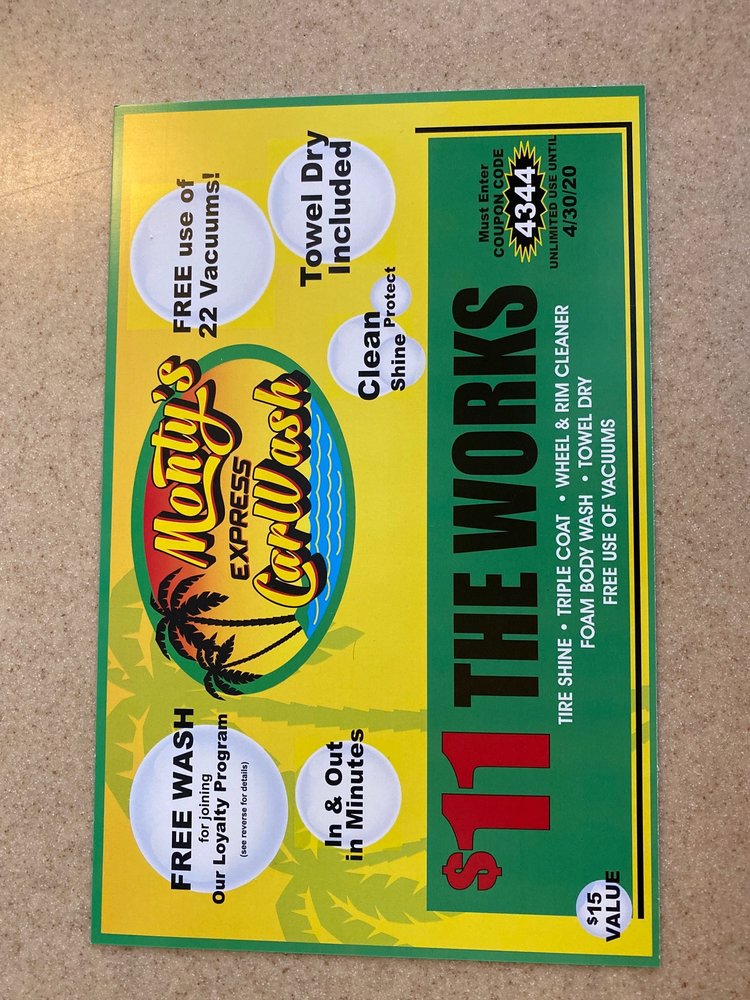 FREE WASH
for joining
Our Loyalty Program
(see reverse for details)
In & Out
in Minutes
Monty's
EXPRESS
CarWash
FREE use of
22 Vacuums!
Towel Dry
Included
Clean
Shine Protect
$11 THE WORKS
TIRE SHINE • TRIPLE COAT • WHEEL & RIM CLEANER
FOAM BODY WASH • TOWEL DRY
FREE USE OF VACUUMS
Must Enter
COUPON CODE
4344
UNLIMITED USE UNTIL
4/30/20
$15
VALUE